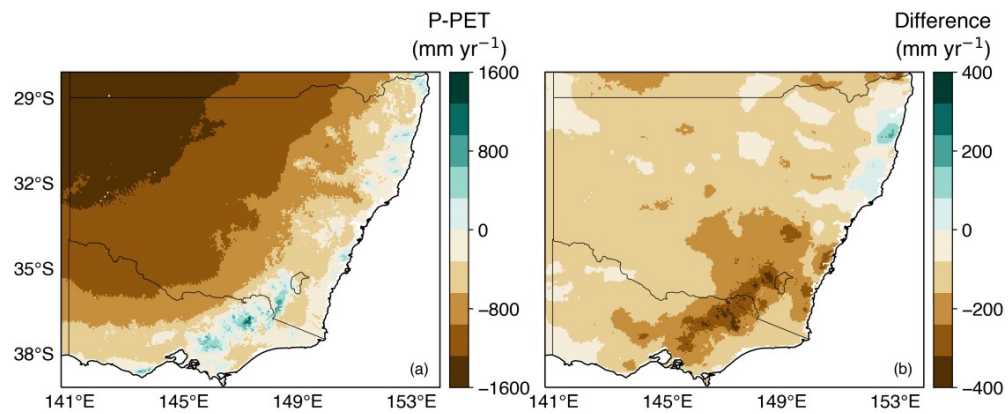 P-PET
(mm yr⁻¹)
1600
800
0
−800
−1600
29°S
32°S
35°S
38°S
141°E
145°E
149°E
153°E
(a)
Difference
(mm yr⁻¹)
400
200
0
−200
−400
141°E
145°E
149°E
153°E
(b)